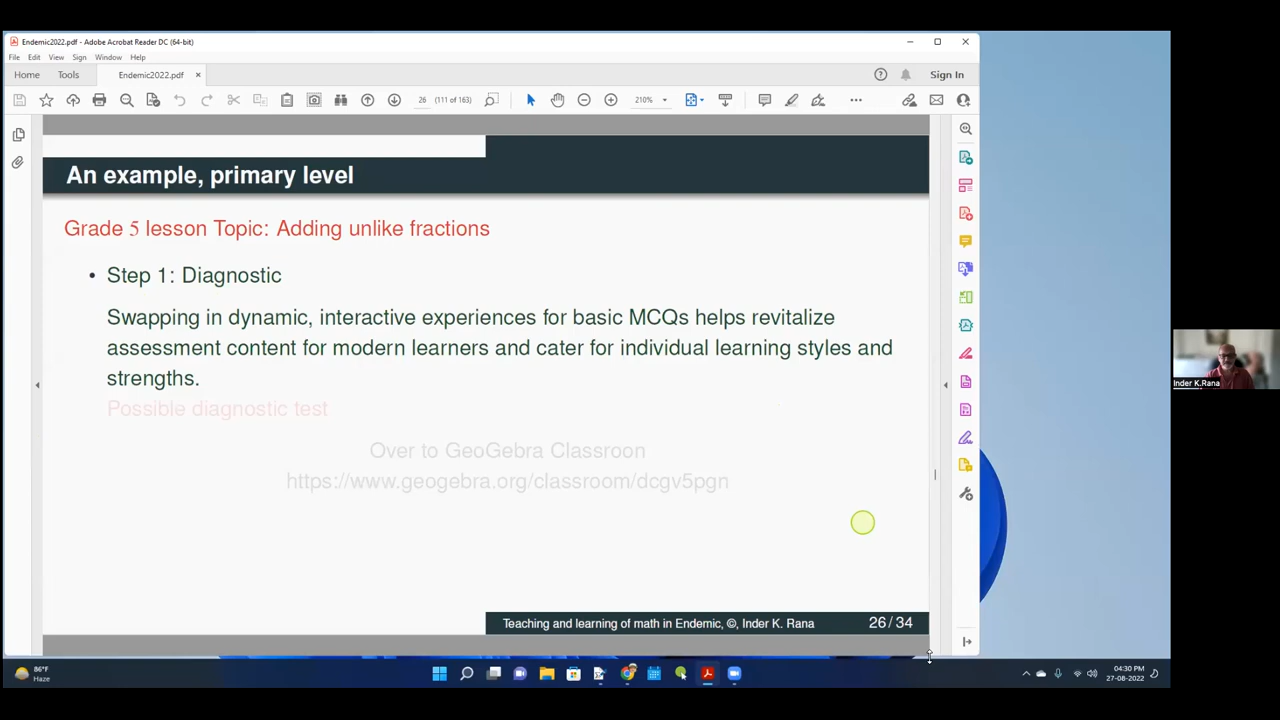 Endemic2022.pdf - Adobe Acrobat Reader DC (64-bit)
File Edit View Sign Window Help
Home Tools Endemic2022.pdf × Sign In
26 (111 of 163) 210%
An example, primary level
Grade 5 lesson Topic: Adding unlike fractions
• Step 1: Diagnostic
Swapping in dynamic, interactive experiences for basic MCQs helps revitalize
assessment content for modern learners and cater for individual learning styles and
strengths.
Possible diagnostic test
Over to GeoGebra Classroon
https://www.geogebra.org/classroom/dcgv5pgn
Inder K.Rana
Teaching and learning of math in Endemic, ©, Inder K. Rana 26 / 34
86°F
Haze
04:30 PM
27-08-2022